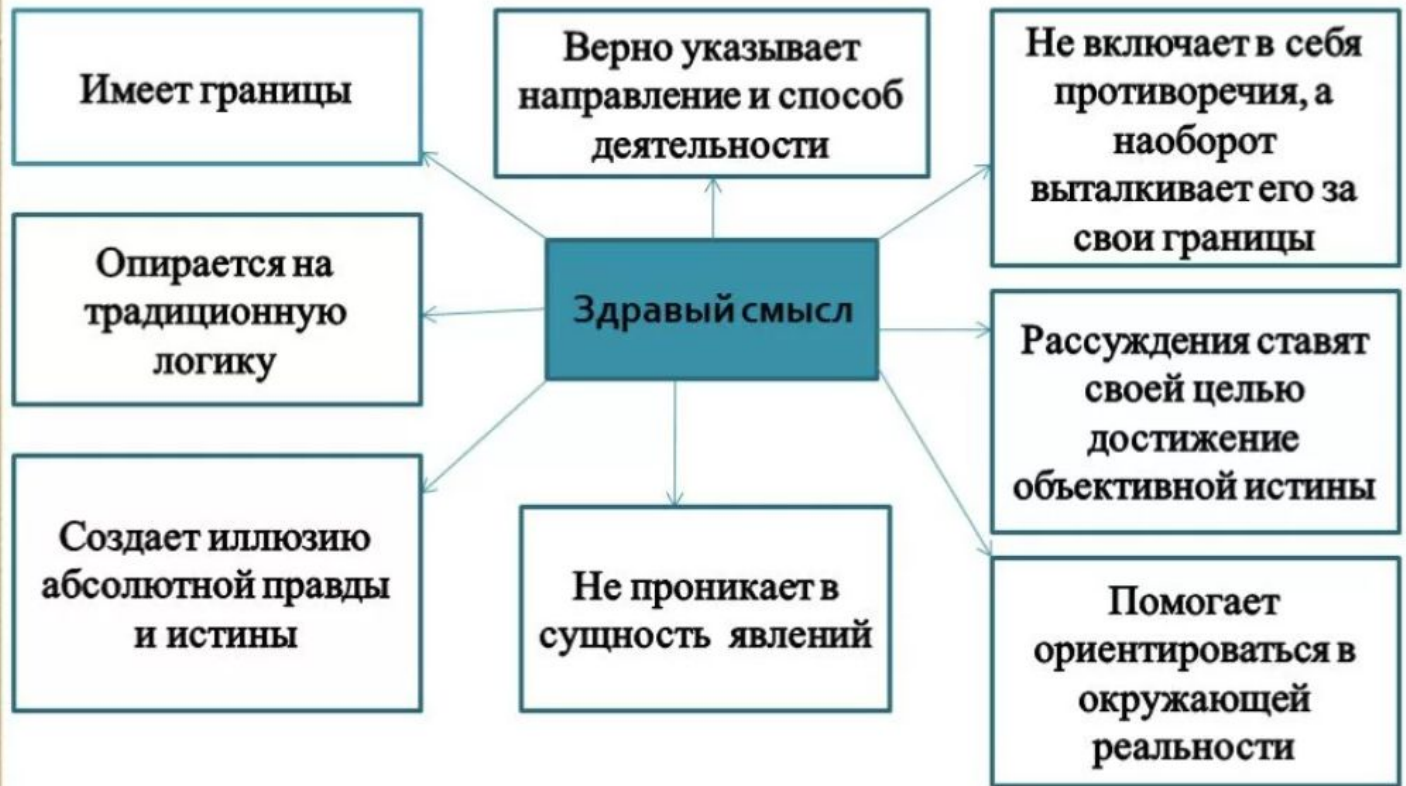 Имеет границы
Верно указывает
направление и способ
деятельности
Не включает в себя
противоречия, а
наоборот
выталкивает его за
свои границы
Опирается на
традиционную
логику
Здравый смысл
Рассуждения ставят
своей целью
достижение
объективной истины
Создает иллюзию
абсолютной правды
и истины
Не проникает в
сущность явлений
Помогает
ориентироваться в
окружающей
реальности